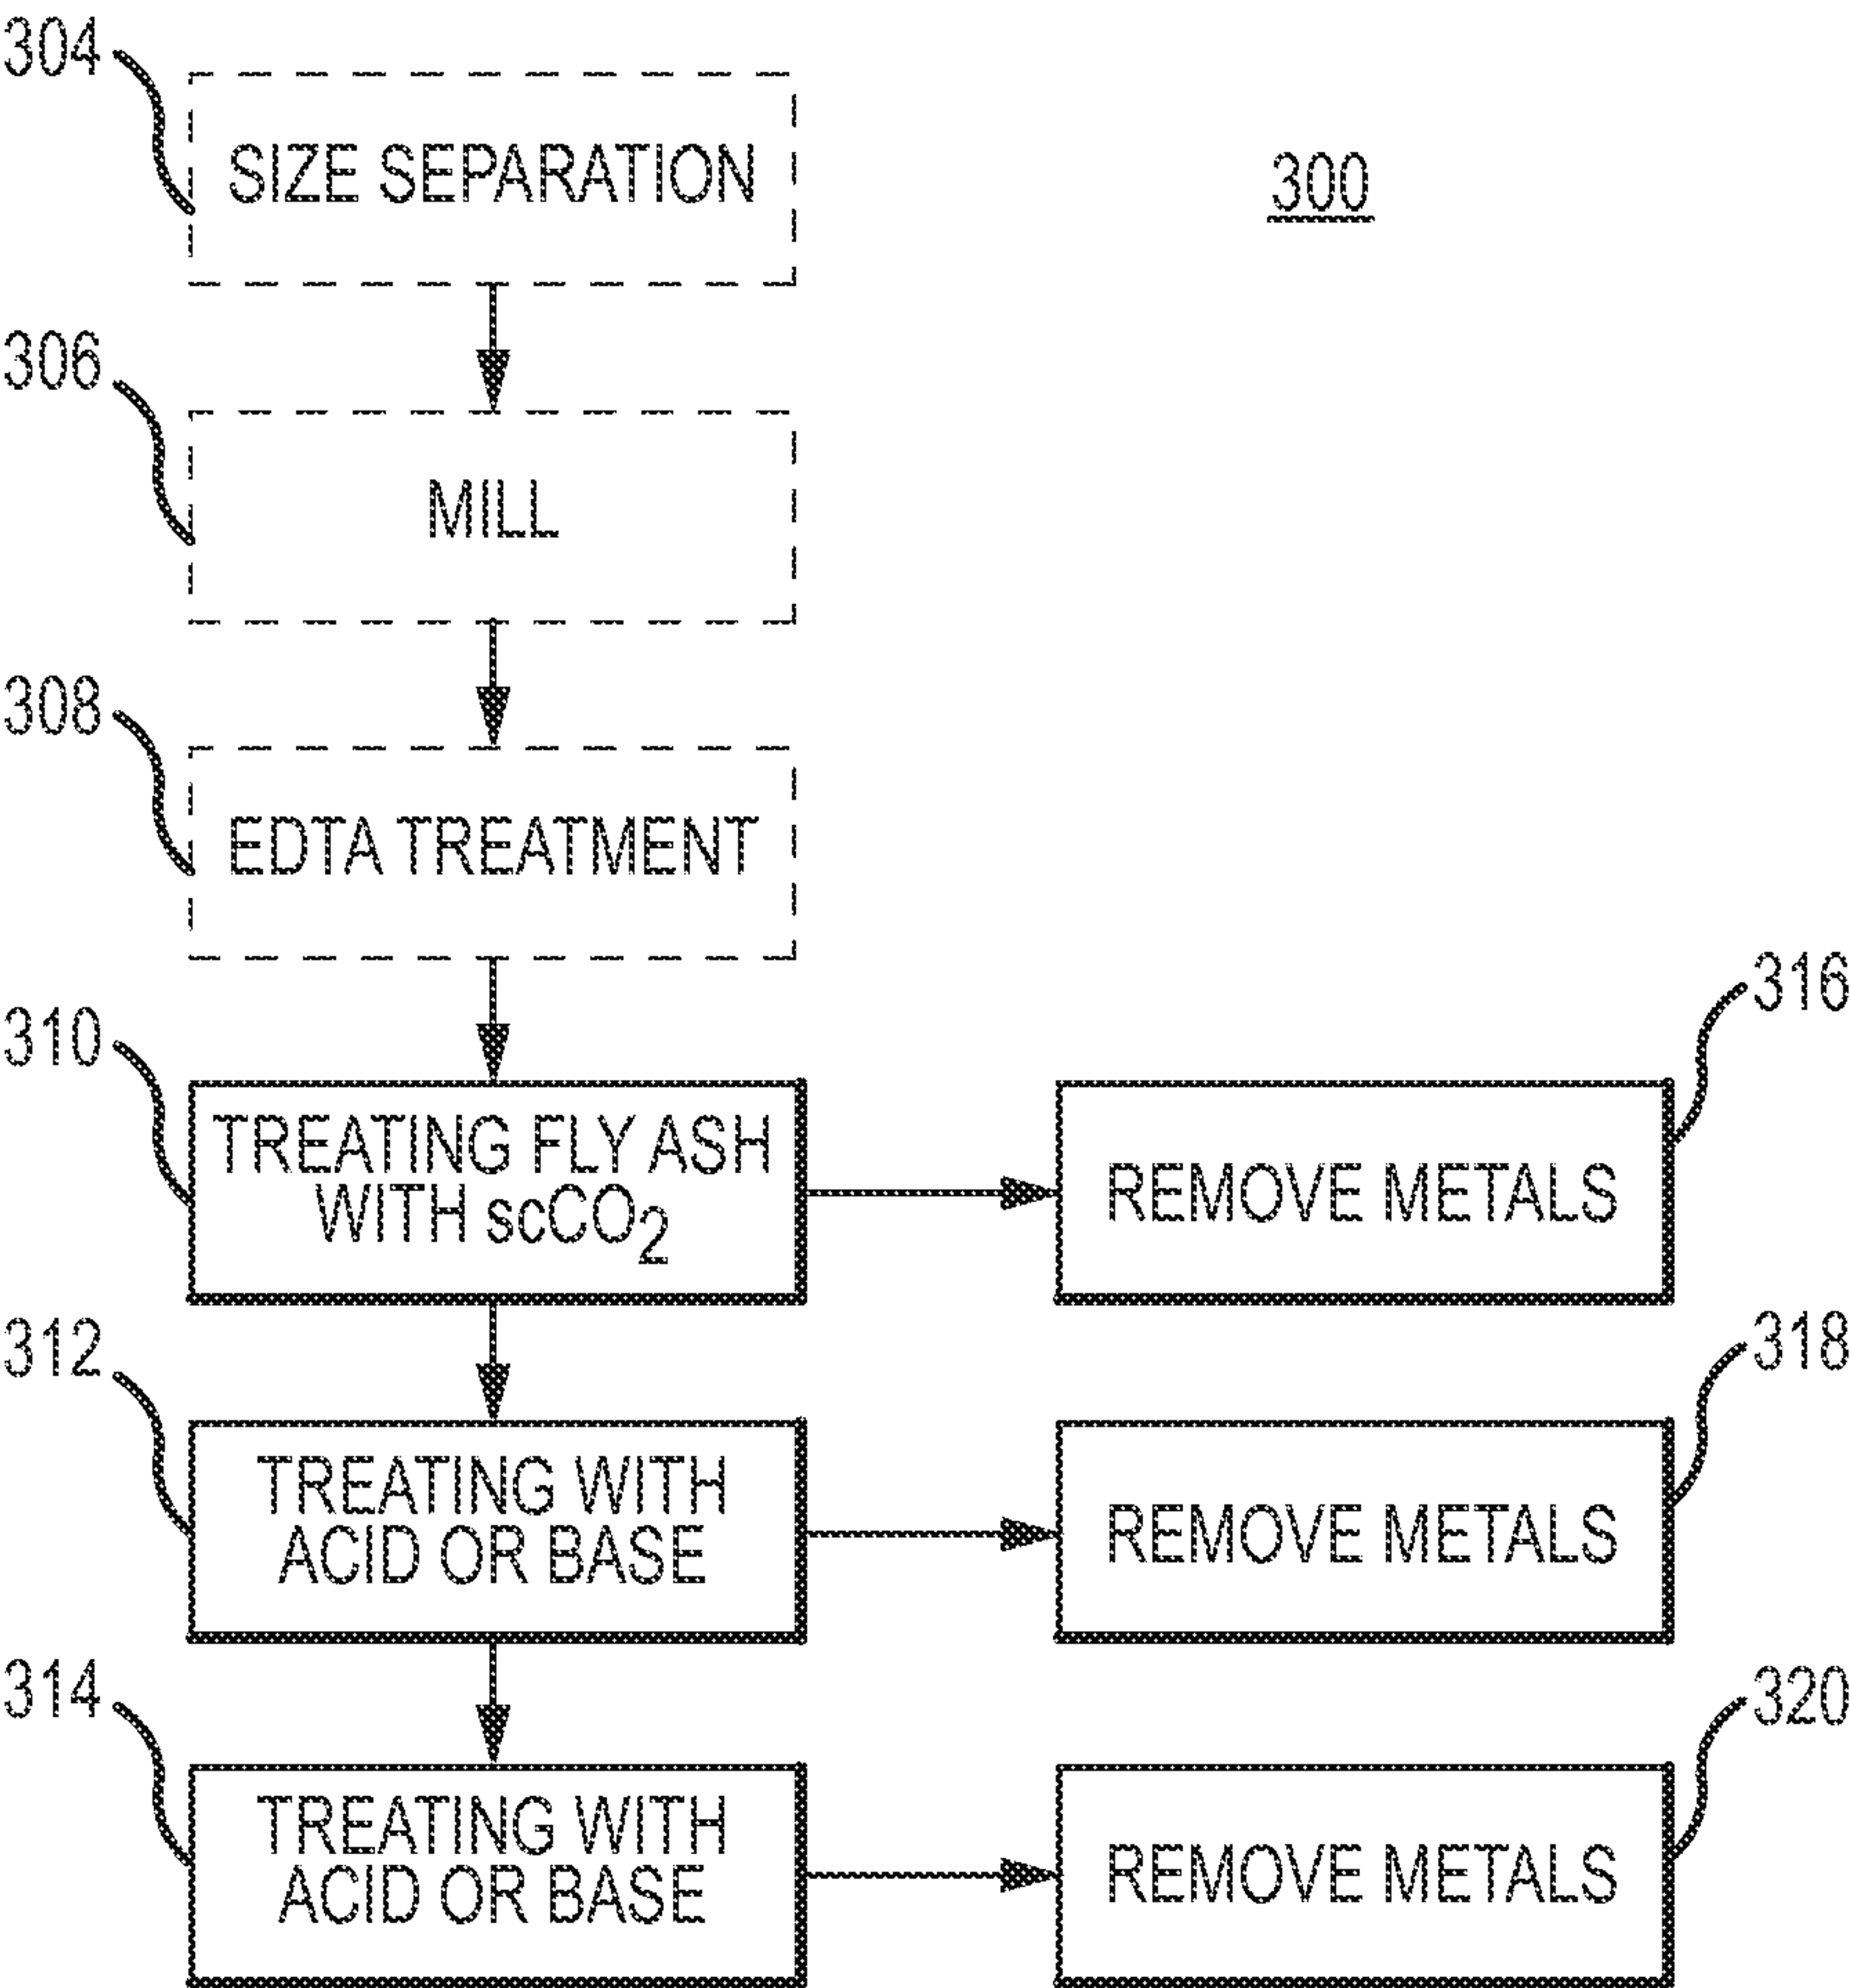 304
SIZE SEPARATION
300
306
MILL
308
EDTA TREATMENT
310
TREATING FLY ASH
WITH scCO₂
316
REMOVE METALS
312
TREATING WITH
ACID OR BASE
318
REMOVE METALS
314
TREATING WITH
ACID OR BASE
320
REMOVE METALS